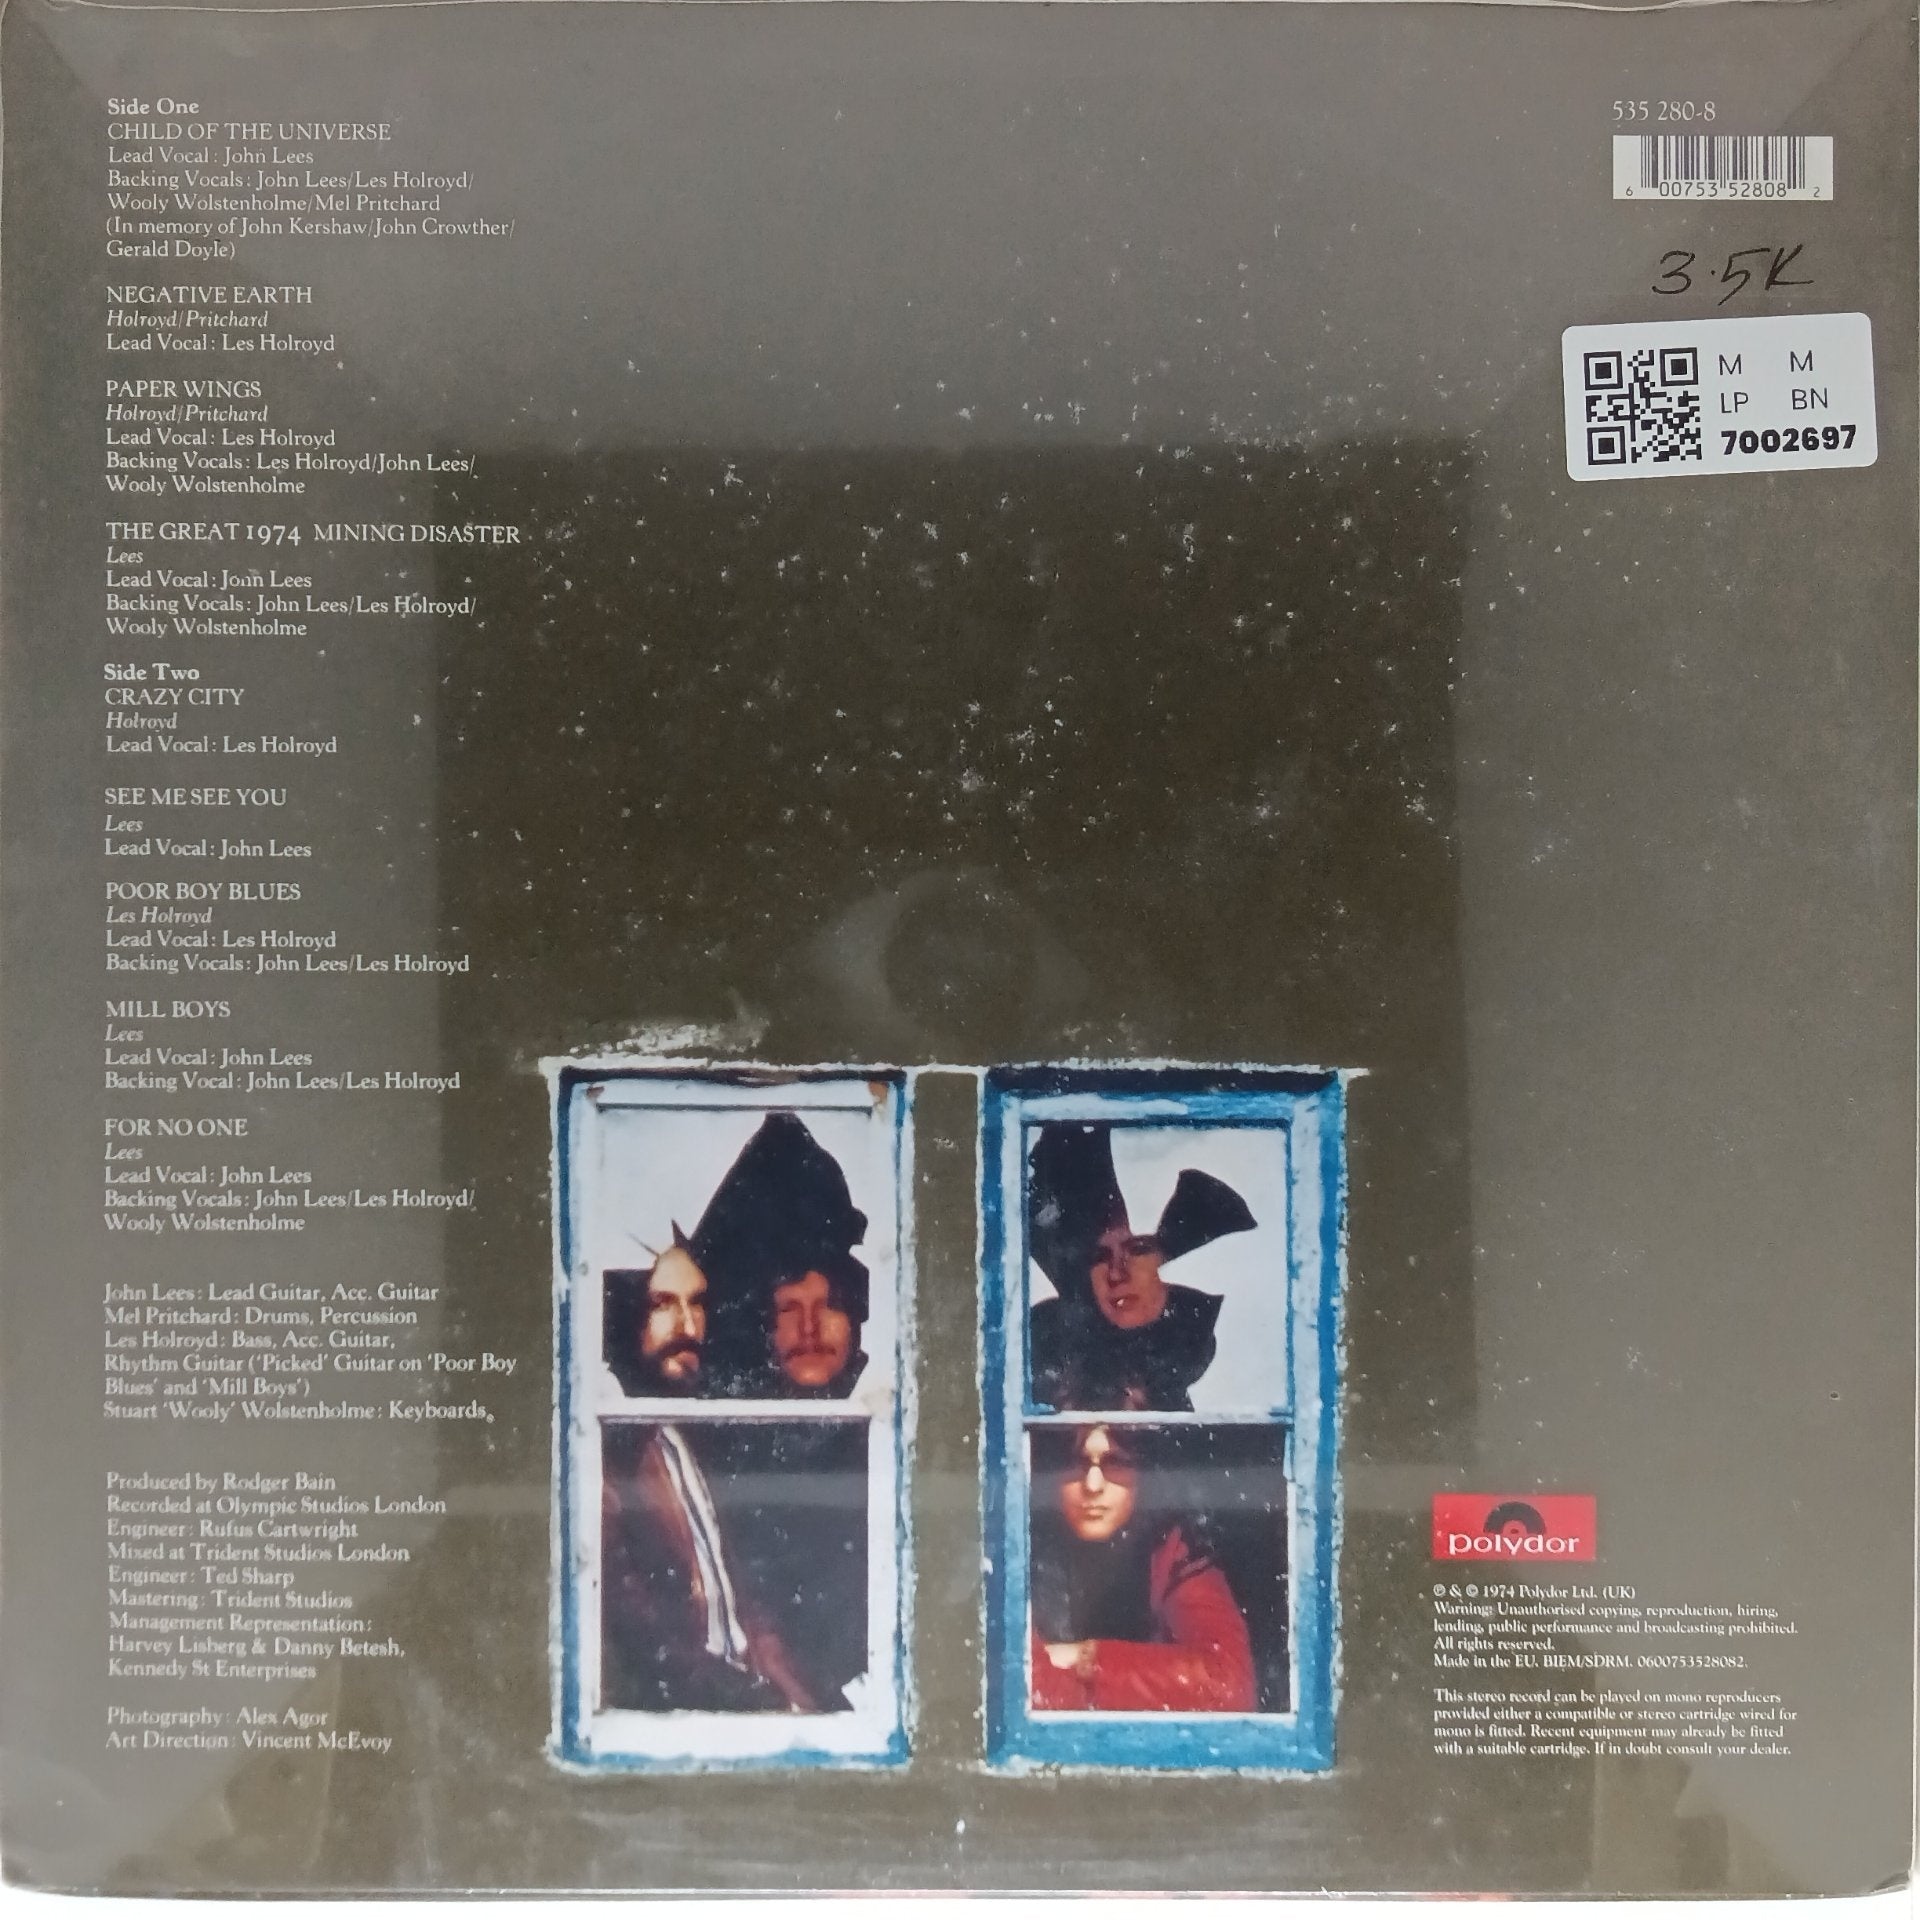 Side One
CHILD OF THE UNIVERSE
Lead Vocal: John Lees
Backing Vocals: John Lees/Les Holroyd/
Wooly Wolstenholme/Mel Pritchard
(In memory of John Kershaw/John Crowther/
Gerald Doyle)
NEGATIVE EARTH
Holroyd/Pritchard
Lead Vocal: Les Holroyd
PAPER WINGS
Holroyd/Pritchard
Lead Vocal: Les Holroyd
Backing Vocals: Les Holroyd/John Lees/
Wooly Wolstenholme
THE GREAT 1974 MINING DISASTER
Lees
Lead Vocal: John Lees
Backing Vocals: John Lees/Les Holroyd/
Wooly Wolstenholme
Side Two
CRAZY CITY
Holroyd
Lead Vocal: Les Holroyd
SEE ME SEE YOU
Lees
Lead Vocal: John Lees
POOR BOY BLUES
Les Holroyd
Lead Vocal: Les Holroyd
Backing Vocals: John Lees/Les Holroyd
MILL BOYS
Lees
Lead Vocal: John Lees
Backing Vocal: John Lees/Les Holroyd
FOR NO ONE
Lees
Lead Vocal: John Lees
Backing Vocals: John Lees/Les Holroyd/
Wooly Wolstenholme
John Lees: Lead Guitar, Acc. Guitar
Mel Pritchard: Drums, Percussion
Les Holroyd: Bass, Acc. Guitar,
Rhythm Guitar ('Picked' Guitar on 'Poor Boy
Blues' and 'Mill Boys')
Stuart 'Wooly' Wolstenholme: Keyboards.
Produced by Rodger Bain
Recorded at Olympic Studios London
Engineer: Rufus Cartwright
Mixed at Trident Studios London
Engineer: Ted Sharp
Mastering: Trident Studios
Management Representation:
Harvey Lisberg & Danny Betesh,
Kennedy St Enterprises
Photography: Alex Agor
Art Direction: Vincent McEvoy
535 280-8
6 00753 52808 2
3.5K
M M
LP BN
7002697
polydor
℗ & © 1974 Polydor Ltd. (UK)
Warning: Unauthorised copying, reproduction, hiring,
lending, public performance and broadcasting prohibited.
All rights reserved.
Made in the EU. BIEM/SDRM. 0600753528082.
This stereo record can be played on mono reproducers
provided either a compatible or stereo cartridge wired for
mono is fitted. Recent equipment may already be fitted
with a suitable cartridge. If in doubt consult your dealer.